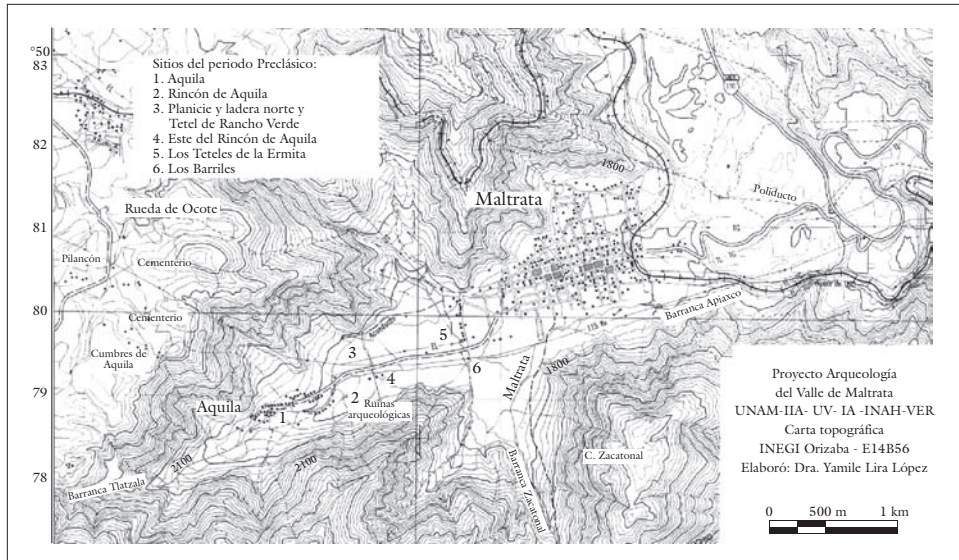 °50
83
82
81
80
79
78
Sitios del periodo Preclásico:
1. Aquila
2. Rincón de Aquila
3. Planicie y ladera norte y
Tetel de Rancho Verde
4. Este del Rincón de Aquila
5. Los Teteles de la Ermita
6. Los Barriles
1800
Maltrata
Poliducto
Rueda de Ocote
Pilancón
Cementerio
Cementerio
Barranca Apiaxco
Cumbres de
Aquila
3
5
6
Maltrata
1800
4
2
Ruinas
arqueológicas
Aquila
1
2100
2100
Barranca Tlatzala
Barranca Zacatonal
C. Zacatonal
Proyecto Arqueología
del Valle de Maltrata
UNAM-IIA- UV- IA -INAH-VER
Carta topográfica
INEGI Orizaba - E14B56
Elaboró: Dra. Yamile Lira López
0 500 m 1 km